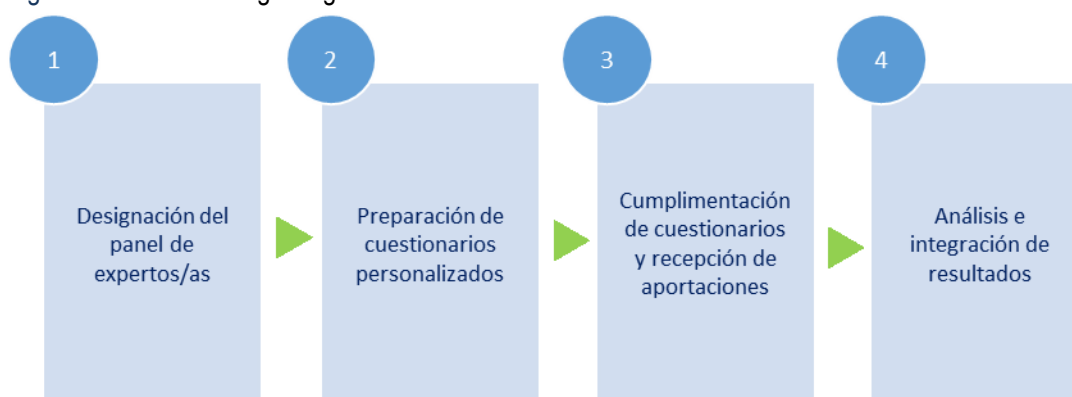 1
Designación del
panel de
expertos/as
2
Preparación de
cuestionarios
personalizados
3
Cumplimentación
de cuestionarios
y recepción de
aportaciones
4
Análisis e
integración de
resultados